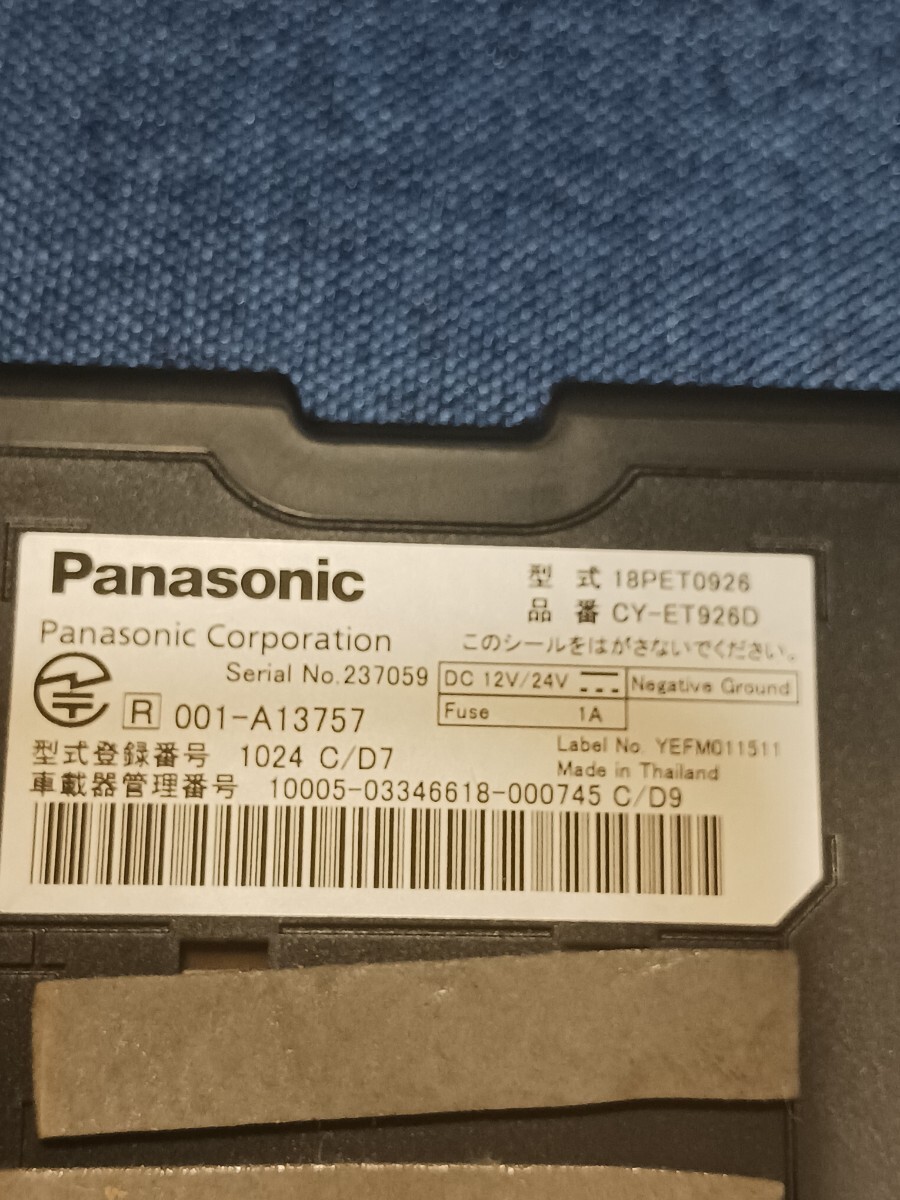 Panasonic
Panasonic Corporation
型 式 18PET0926
品 番 CY-ET926D
このシールをはがさないでください。
Serial No.237059
DC 12V/24V
Negative Ground
Fuse 1A
R 001-A13757
型式登録番号 1024 C/D7
Label No. YEFM011511
Made in Thailand
車載器管理番号 10005-03346618-000745 C/D9